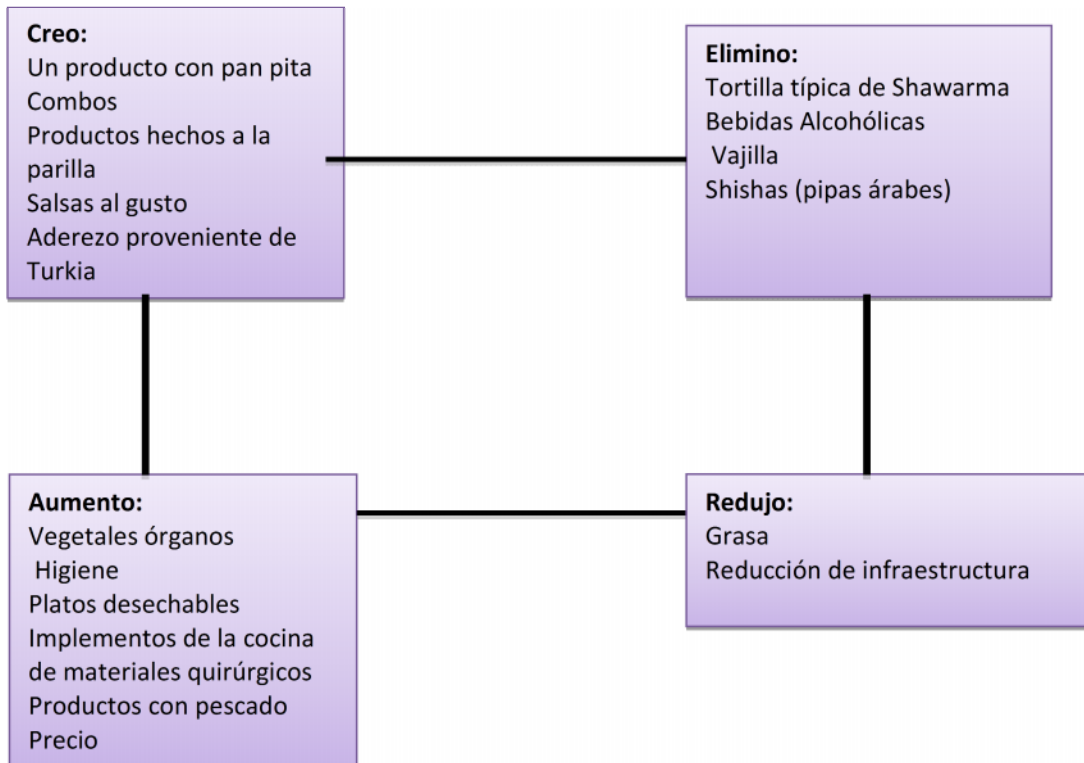 Creo:
Un producto con pan pita
Combos
Productos hechos a la
parilla
Salsas al gusto
Aderezo proveniente de
Turkia
Elimino:
Tortilla típica de Shawarma
Bebidas Alcohólicas
Vajilla
Shishas (pipas árabes)
Aumento:
Vegetales órganos
Higiene
Platos desechables
Implementos de la cocina
de materiales quirúrgicos
Productos con pescado
Precio
Redujo:
Grasa
Reducción de infraestructura